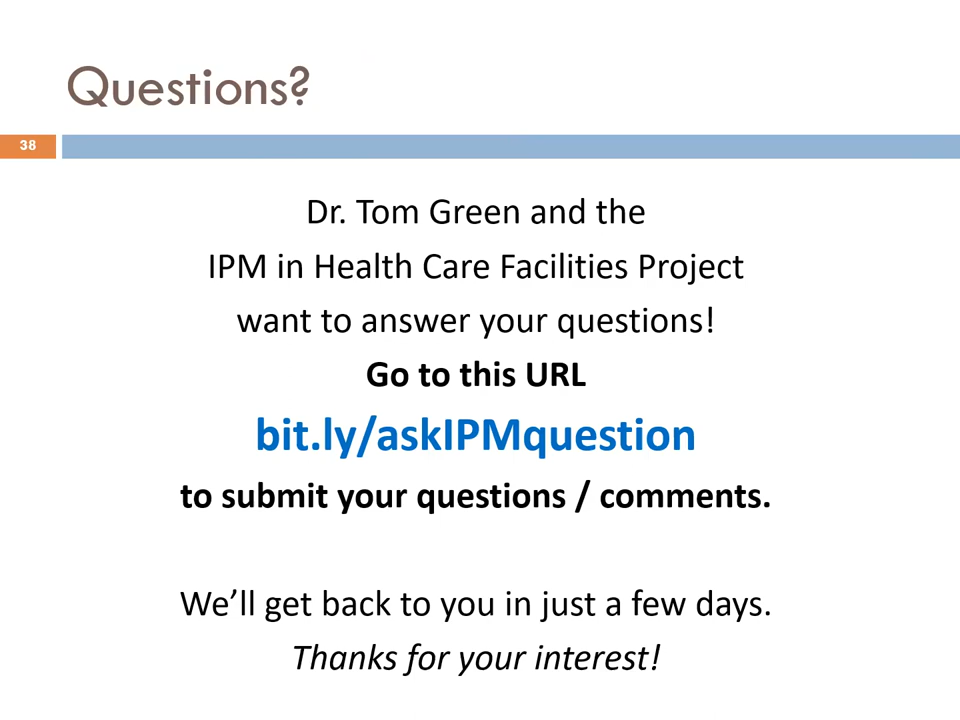 Questions?
38
Dr. Tom Green and the
IPM in Health Care Facilities Project
want to answer your questions!
Go to this URL
bit.ly/askIPMquestion
to submit your questions / comments.
We’ll get back to you in just a few days.
Thanks for your interest!